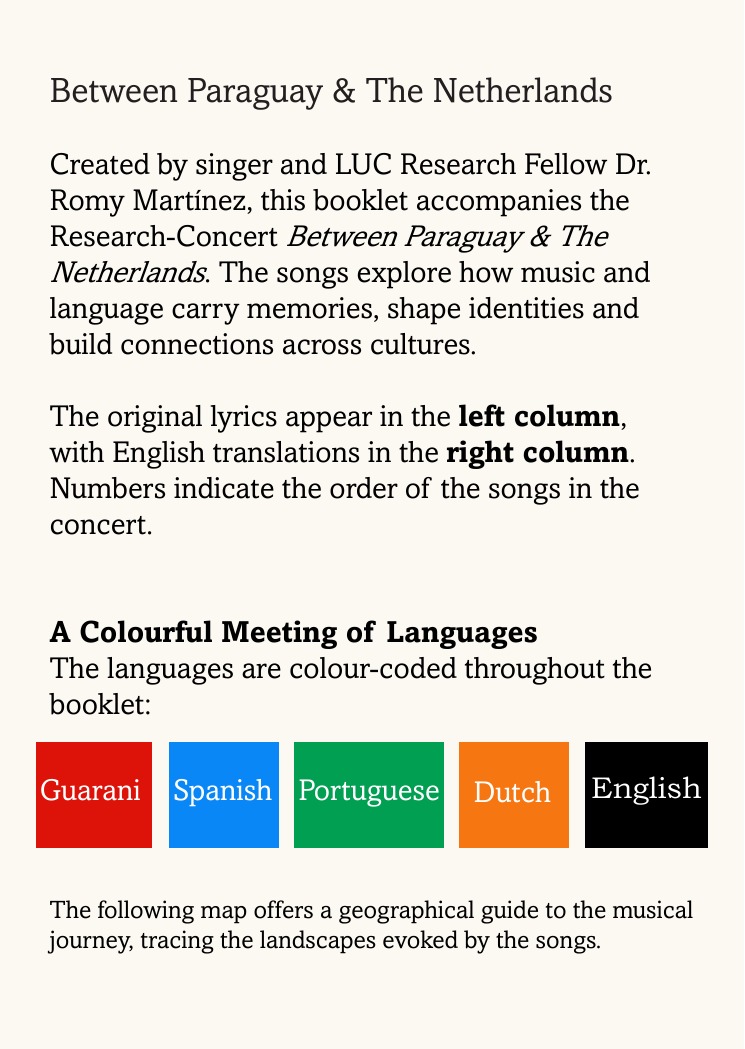 Between Paraguay & The Netherlands
Created by singer and LUC Research Fellow Dr.
Romy Martínez, this booklet accompanies the
Research-Concert Between Paraguay & The
Netherlands. The songs explore how music and
language carry memories, shape identities and
build connections across cultures.
The original lyrics appear in the left column,
with English translations in the right column.
Numbers indicate the order of the songs in the
concert.
A Colourful Meeting of Languages
The languages are colour-coded throughout the
booklet:
Guarani Spanish Portuguese Dutch English
The following map offers a geographical guide to the musical
journey, tracing the landscapes evoked by the songs.